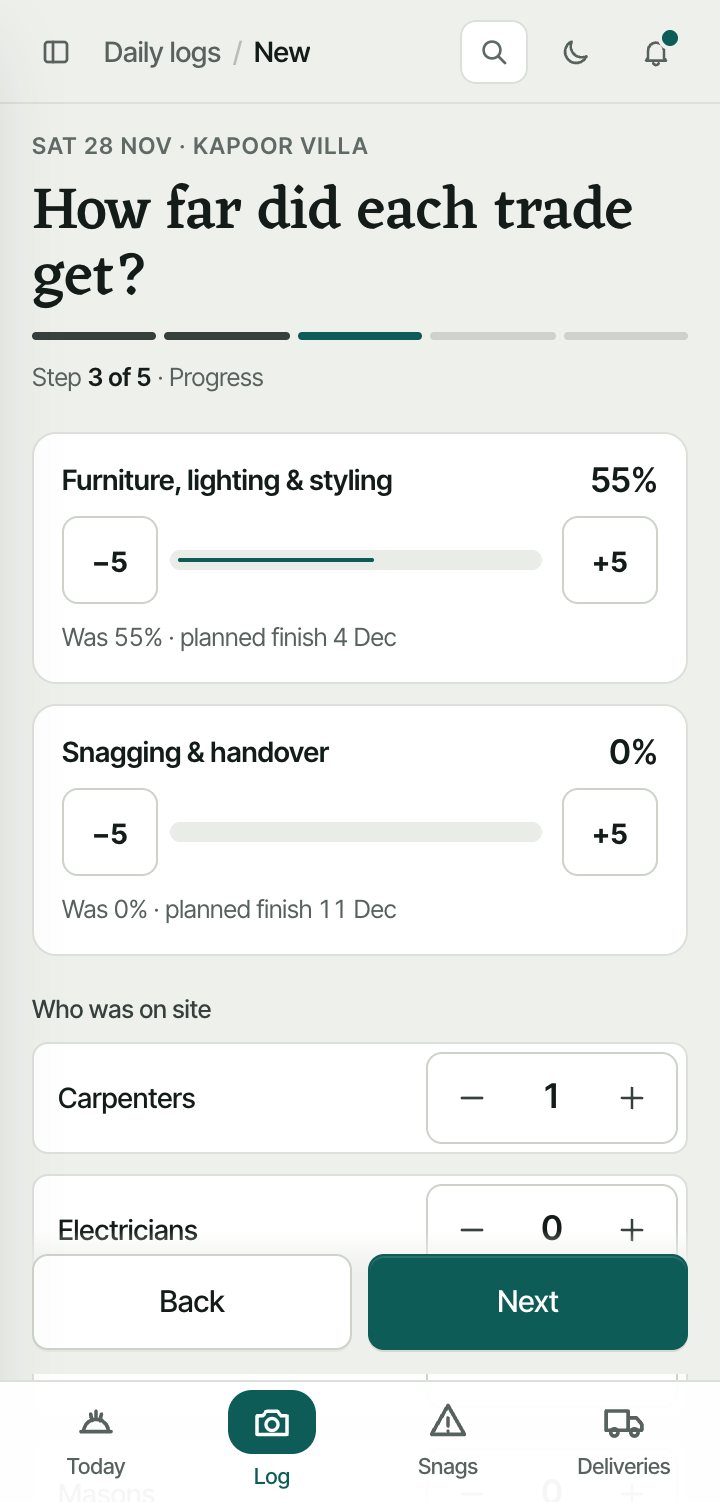 Daily logs / New
SAT 28 NOV · KAPOOR VILLA
How far did each trade
get?
Step 3 of 5 · Progress
Furniture, lighting & styling 55%
−5 +5
Was 55% · planned finish 4 Dec
Snagging & handover 0%
−5 +5
Was 0% · planned finish 11 Dec
Who was on site
Carpenters − 1 +
Electricians − 0 +
Back Next
Today Log Snags Deliveries
Masons − 0 +